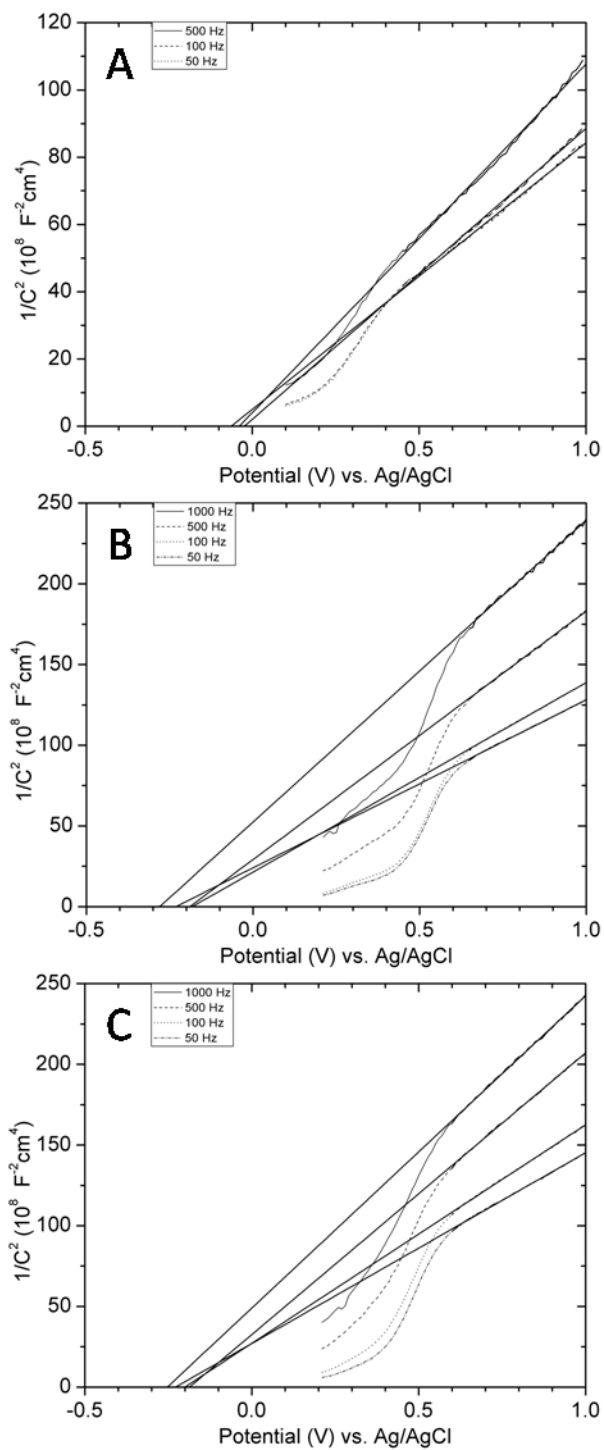 A
500 Hz
100 Hz
50 Hz
120
100
80
60
40
20
0
1/C² (10⁸ F⁻²cm⁴)
-0.5 0.0 0.5 1.0
Potential (V) vs. Ag/AgCl
B
1000 Hz
500 Hz
100 Hz
50 Hz
250
200
150
100
50
0
1/C² (10⁸ F⁻²cm⁴)
-0.5 0.0 0.5 1.0
Potential (V) vs. Ag/AgCl
C
1000 Hz
500 Hz
100 Hz
50 Hz
250
200
150
100
50
0
1/C² (10⁸ F⁻²cm⁴)
-0.5 0.0 0.5 1.0
Potential (V) vs. Ag/AgCl